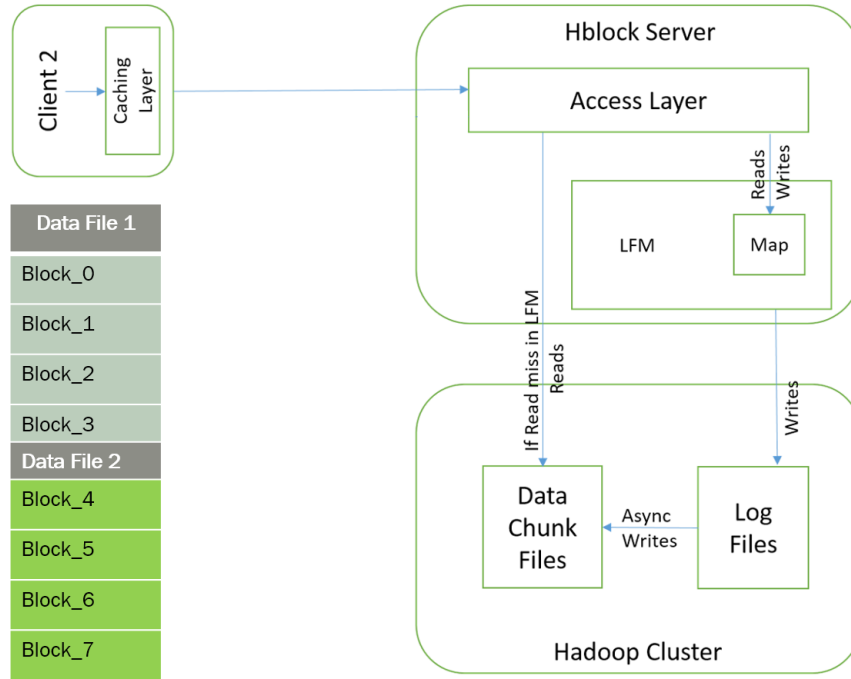 Client 2
Caching
Layer
Hblock Server
Access Layer
Reads
Writes
LFM
Map
If Read miss in LFM
Reads
Writes
Data
Chunk
Files
Async
Writes
Log
Files
Hadoop Cluster
Data File 1
Block_0
Block_1
Block_2
Block_3
Data File 2
Block_4
Block_5
Block_6
Block_7